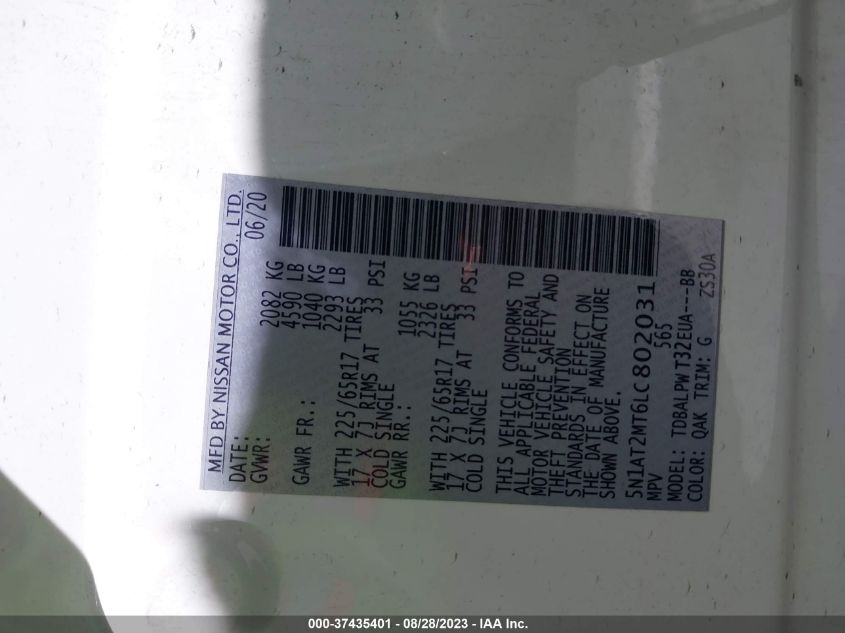 MFD BY NISSAN MOTOR CO., LTD.
DATE: 06/20
GVWR: 2082 KG
4590 LB
GAWR FR.: 1040 KG
2293 LB
WITH 225/65R17 TIRES
17 X 7J RIMS AT 33 PSI
COLD SINGLE
GAWR RR.: 1055 KG
2326 LB
WITH 225/65R17 TIRES
17 X 7J RIMS AT 33 PSI
COLD SINGLE
THIS VEHICLE CONFORMS TO
ALL APPLICABLE FEDERAL
MOTOR VEHICLE SAFETY AND
THEFT PREVENTION
STANDARDS IN EFFECT ON
THE DATE OF MANUFACTURE
SHOWN ABOVE.
5N1AT2MT6LC802031
MPV 565
MODEL: TDBALPW T32EUA---BB
COLOR: QAK TRIM: G ZS30A
000-37435401 - 08/28/2023 - IAA Inc.